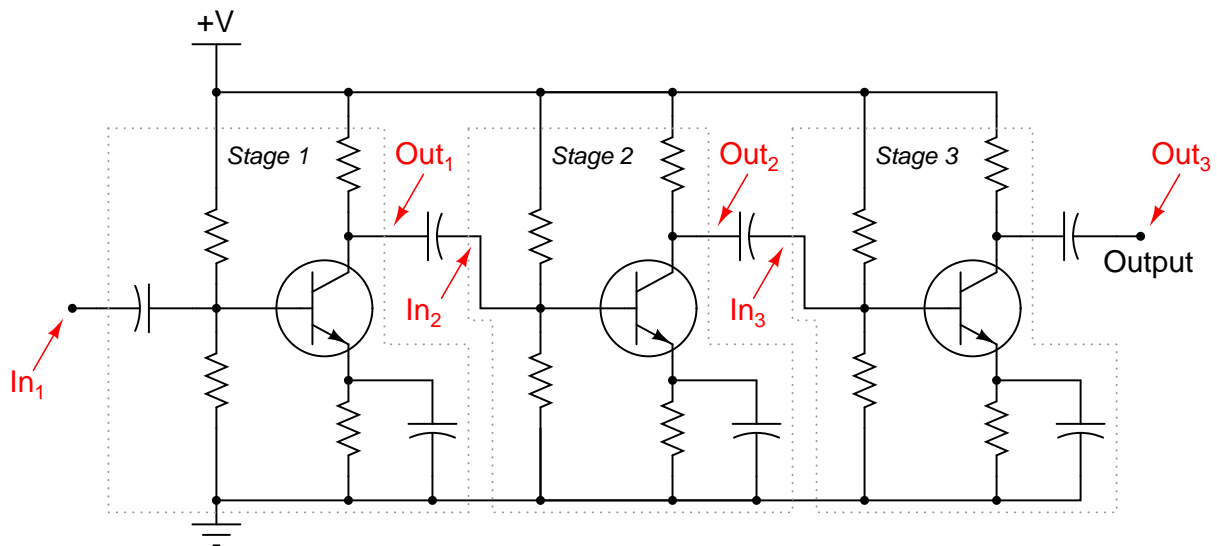 +V
Stage 1
Out₁
Stage 2
Out₂
Stage 3
Out₃
Output
In₂
In₃
In₁